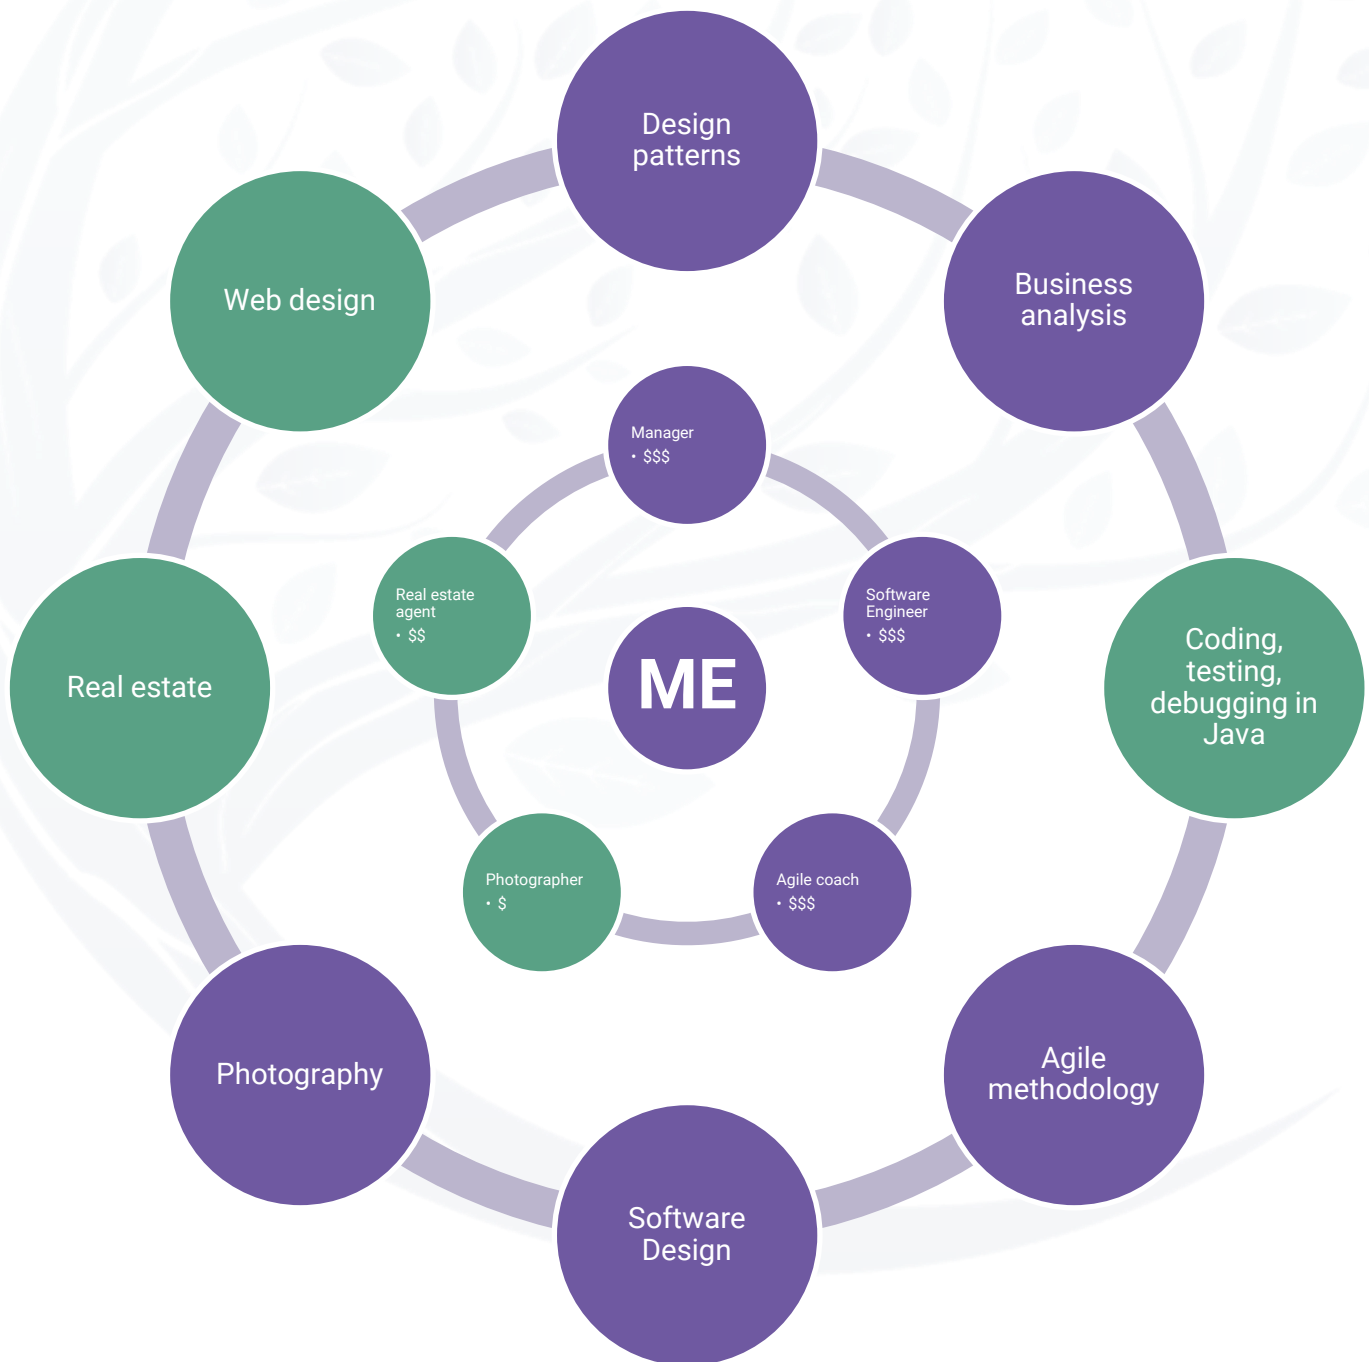 Design
patterns
Web design
Business
analysis
Manager
• $$$
Real estate
agent
• $$
Software
Engineer
• $$$
ME
Real estate
Coding,
testing,
debugging in
Java
Photographer
• $
Agile coach
• $$$
Photography
Agile
methodology
Software
Design